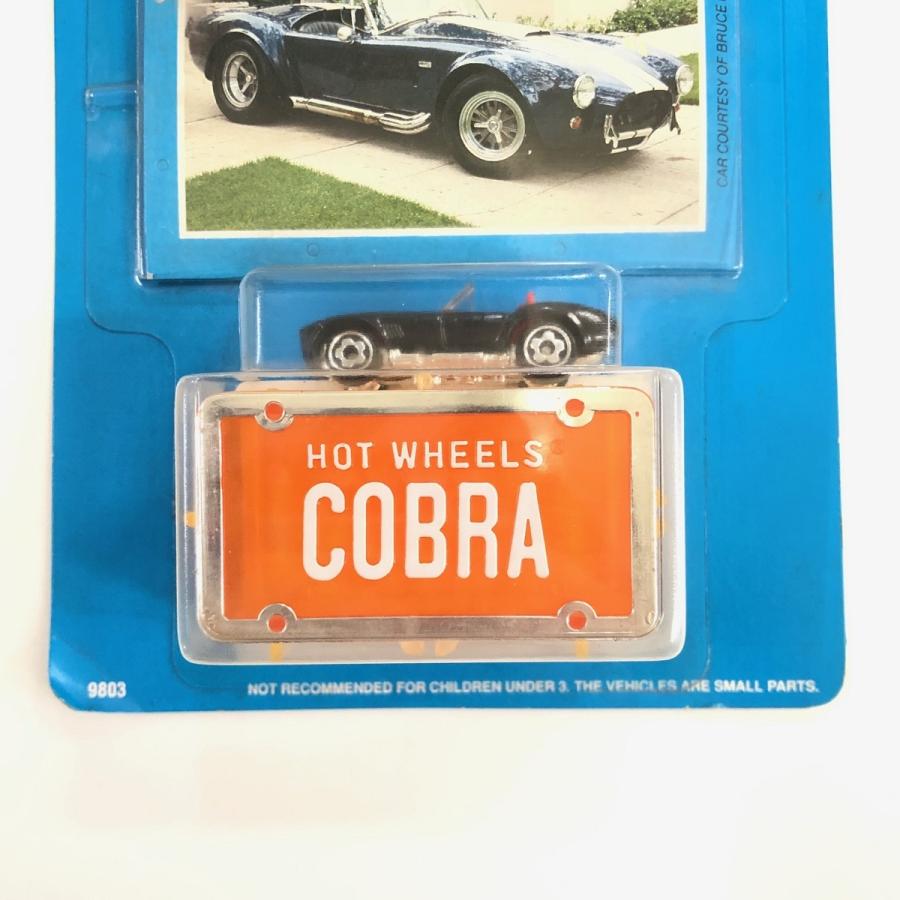 CAR COURTESY OF BRUCE
HOT WHEELS®
COBRA
9803
NOT RECOMMENDED FOR CHILDREN UNDER 3. THE VEHICLES ARE SMALL PARTS.